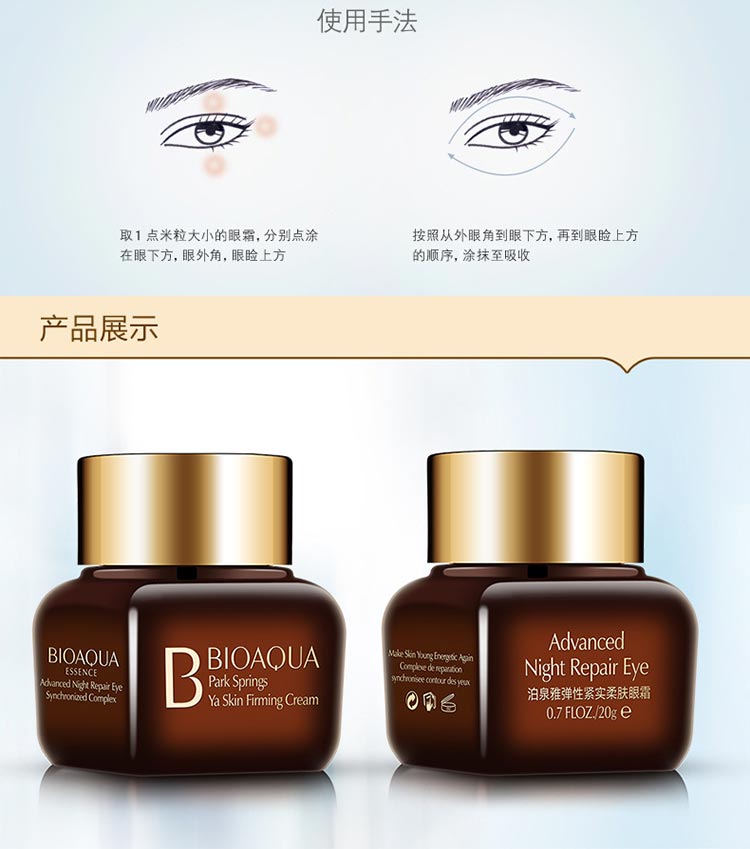 使用手法
取1点米粒大小的眼霜，分别点涂
在眼下方，眼外角，眼睑上方
按照从外眼角到眼下方，再到眼睑上方
的顺序，涂抹至吸收
产品展示
BIOAQUA
ESSENCE
Advanced Night Repair Eye
Synchronized Complex
B BIOAQUA
Park Springs
Ya Skin Firming Cream
Make Skin Young Energetic Again
Complexe de reparation
synchronisee contour des yeux
Advanced
Night Repair Eye
泊泉雅弹性紧实柔肤眼霜
0.7 FLOZ./20g ℮